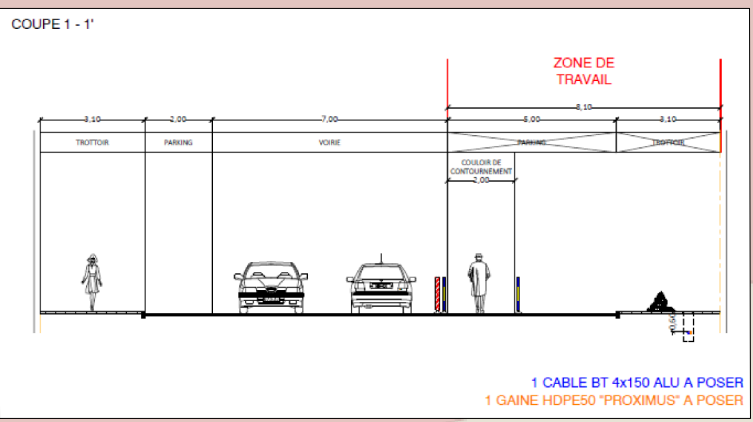 COUPE 1 - 1'
ZONE DE
TRAVAIL
8,10
3,10
2,00
7,00
5,00
3,10
TROTTOIR
PARKING
VOIRIE
PARKING
TROTTOIR
COULOIR DE
CONTOURNEMENT
2,00
0,60
1 CABLE BT 4x150 ALU A POSER
1 GAINE HDPE50 "PROXIMUS" A POSER